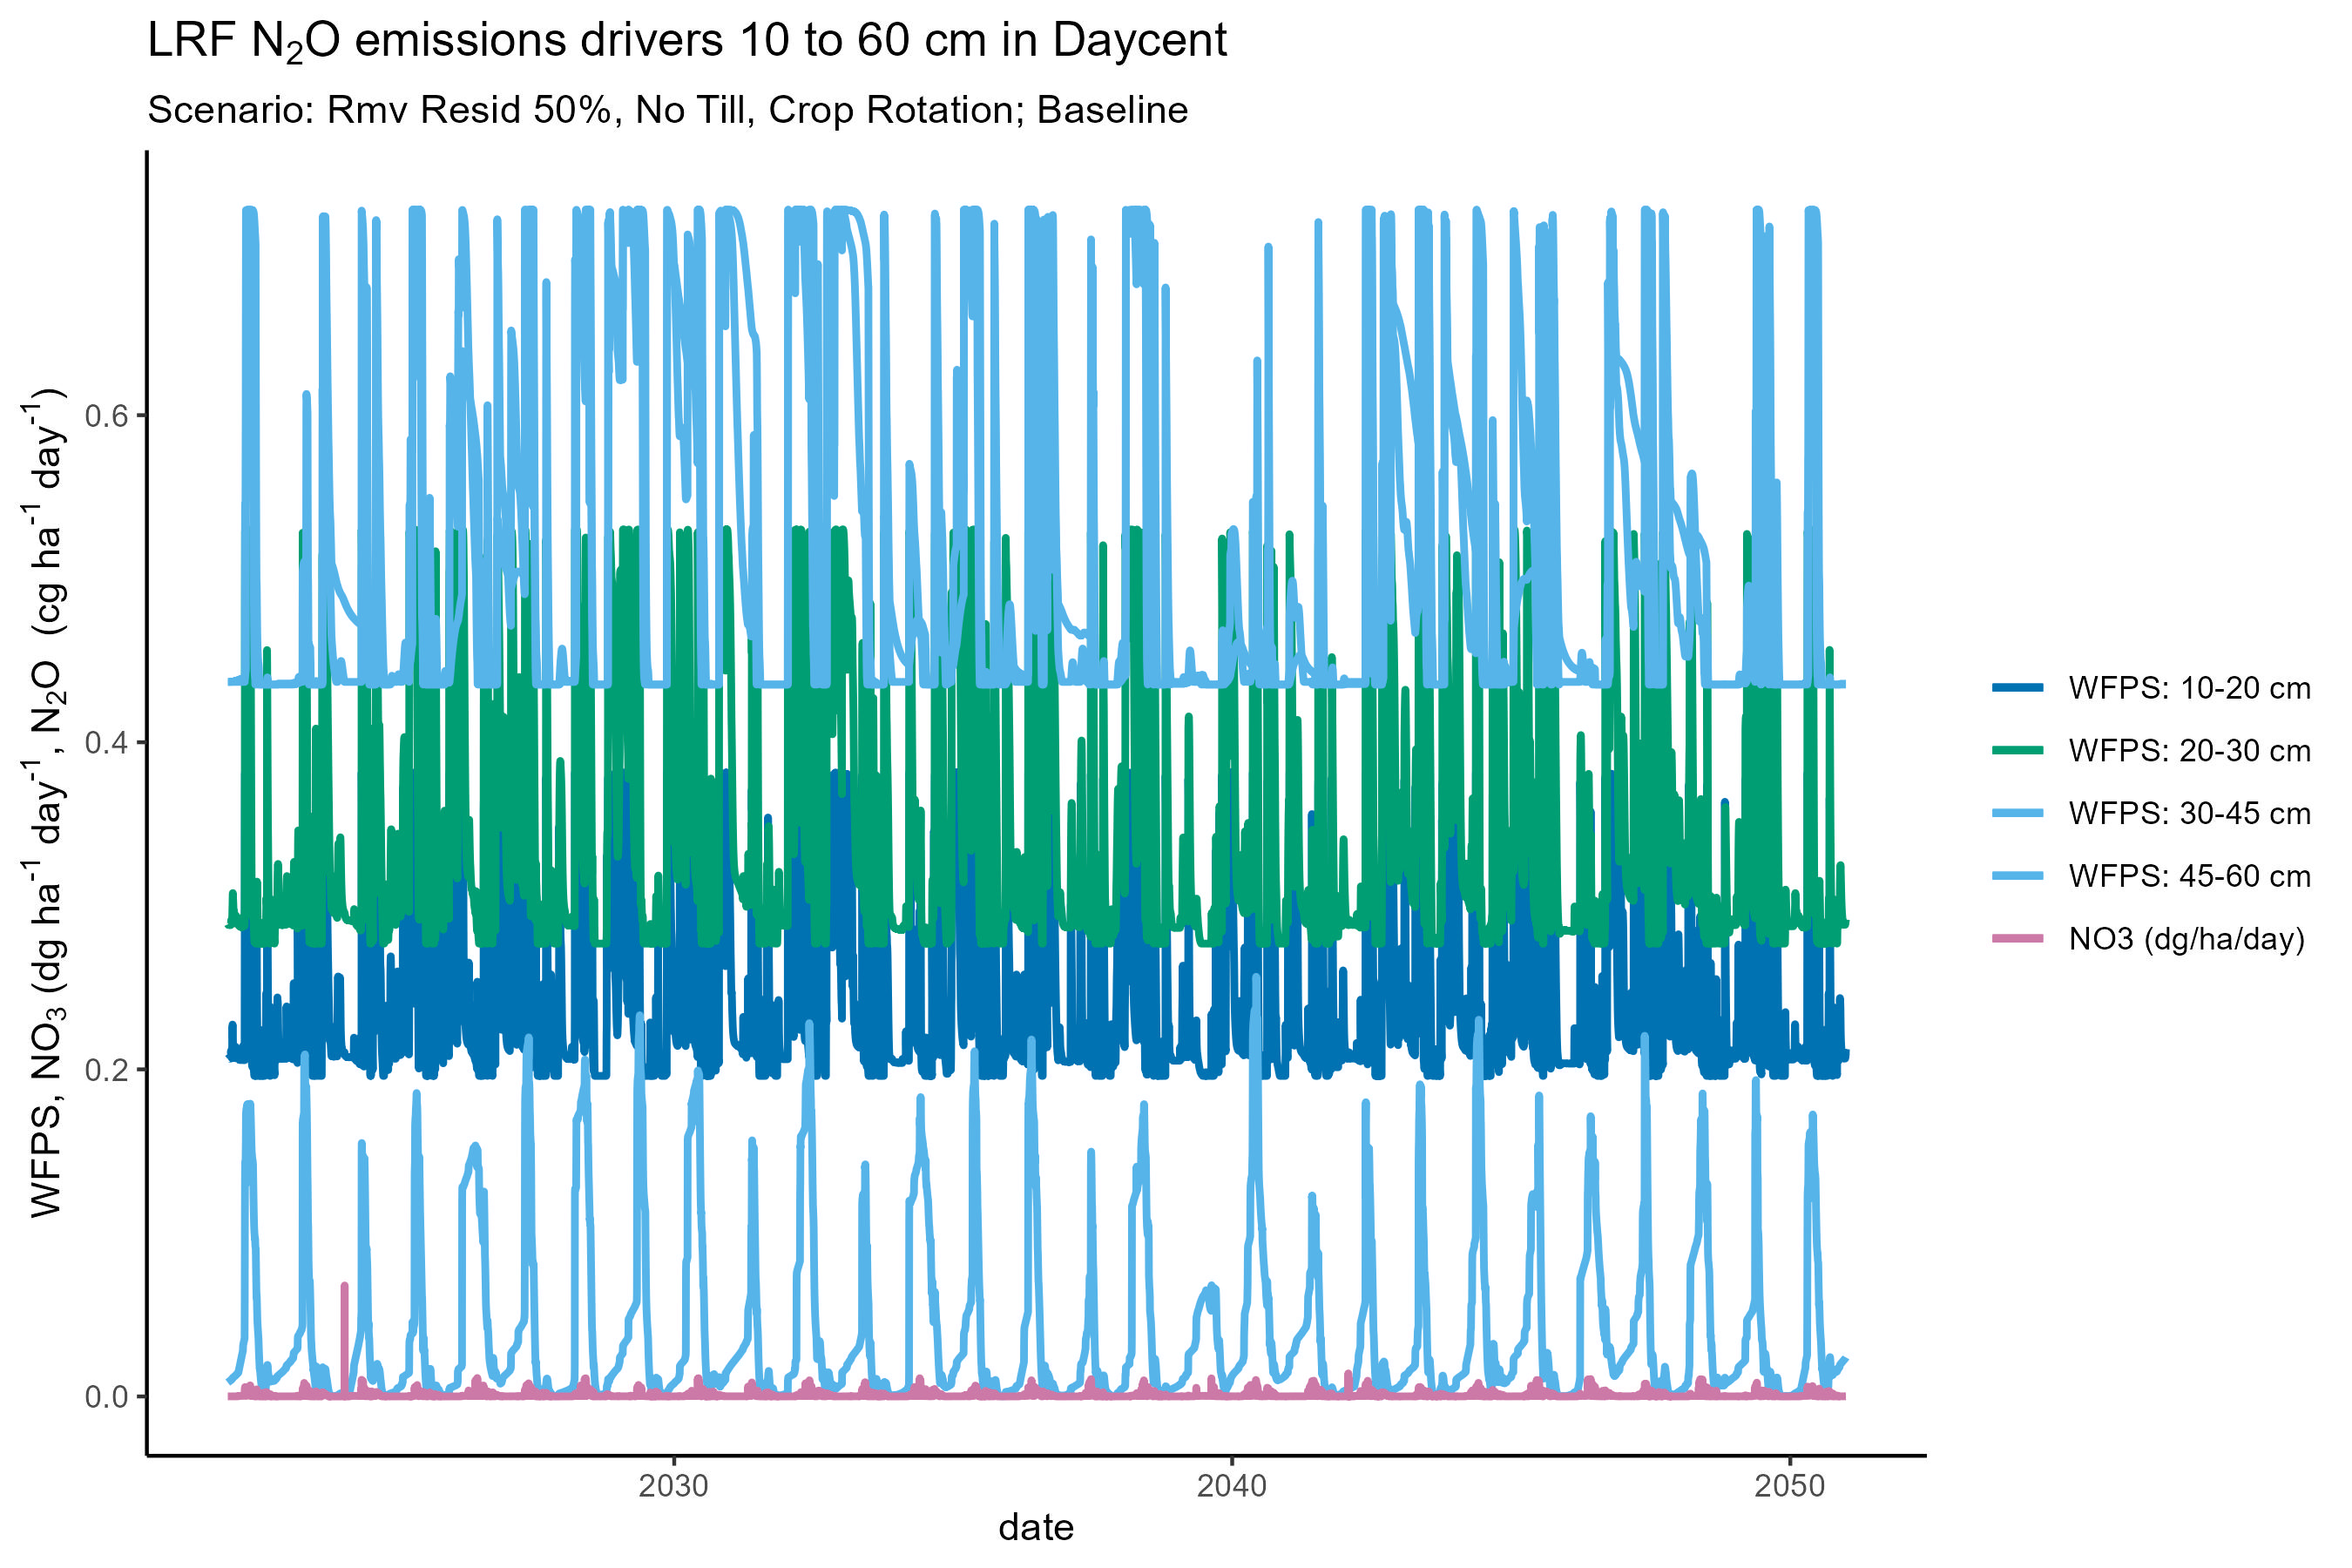 LRF N₂O emissions drivers 10 to 60 cm in Daycent
Scenario: Rmv Resid 50%, No Till, Crop Rotation; Baseline
WFPS, NO₃ (dg ha⁻¹ day⁻¹, N₂O (cg ha⁻¹ day⁻¹)
0.6
0.4
0.2
0.0
2030
2040
2050
date
WFPS: 10-20 cm
WFPS: 20-30 cm
WFPS: 30-45 cm
WFPS: 45-60 cm
NO3 (dg/ha/day)